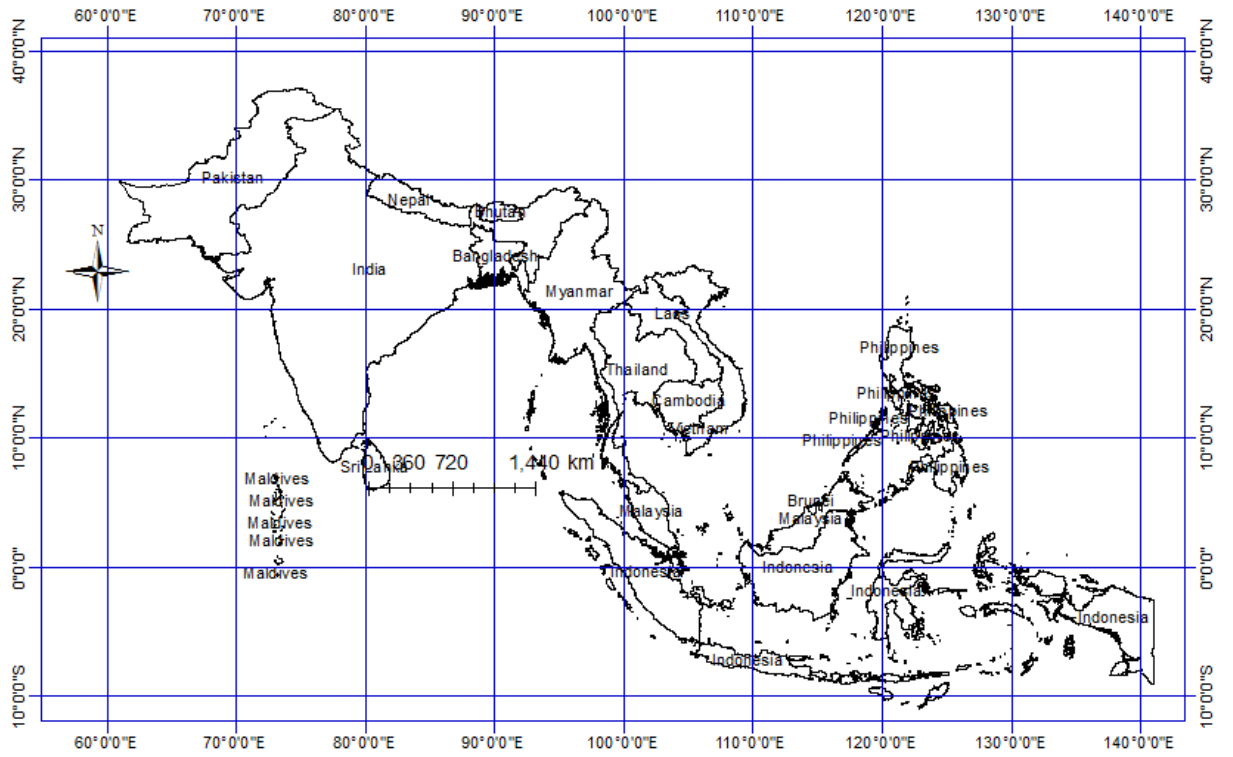 60°0'0"E 70°0'0"E 80°0'0"E 90°0'0"E 100°0'0"E 110°0'0"E 120°0'0"E 130°0'0"E 140°0'0"E
40°0'0"N 40°0'0"N
30°0'0"N 30°0'0"N
Pakistan
Nepal
Bhutan
N
Bangladesh
India
Myanmar
20°0'0"N 20°0'0"N
Laos
Philippines
Thailand
Philippines
Cambodia
Philippines
Philippines
Vietnam
Philippines
Philippines
10°0'0"N 10°0'0"N
Sri Lanka
0 360 720 1,440 km
Philippines
Maldives
Maldives
Brunei
Malaysia
Malaysia
Maldives
Maldives
0°0'0" 0°0'0"
Indonesia
Indonesia
Maldives
Indonesia
Indonesia
Indonesia
10°0'0"S 10°0'0"S
60°0'0"E 70°0'0"E 80°0'0"E 90°0'0"E 100°0'0"E 110°0'0"E 120°0'0"E 130°0'0"E 140°0'0"E